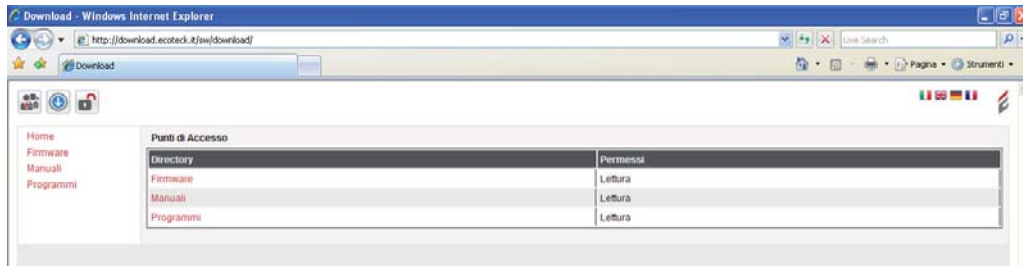 Download - Windows Internet Explorer
http://download.ecoteck.it/sw/download/
Live Search
Download
Pagina
Strumenti
Home
Firmware
Manuali
Programmi
Punti di Accesso
Directory Permessi
Firmware Lettura
Manuali Lettura
Programmi Lettura